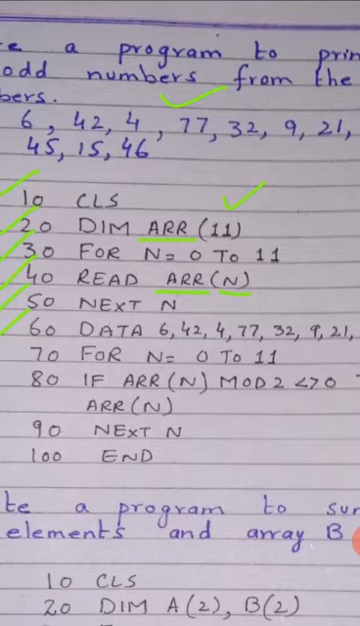 e a program to prin
odd numbers from the
bers.
6, 42, 4, 77, 32, 9, 21,
45, 15, 46
10 CLS
20 DIM ARR (11)
30 FOR N= 0 TO 11
40 READ ARR(N)
50 NEXT N
60 DATA 6, 42, 4, 77, 32, 9, 21,
70 FOR N= 0 TO 11
80 IF ARR(N) MOD 2 <> 0
ARR(N)
90 NEXT N
100 END
te a program to sum
elements and array B
10 CLS
20 DIM A(2), B(2)